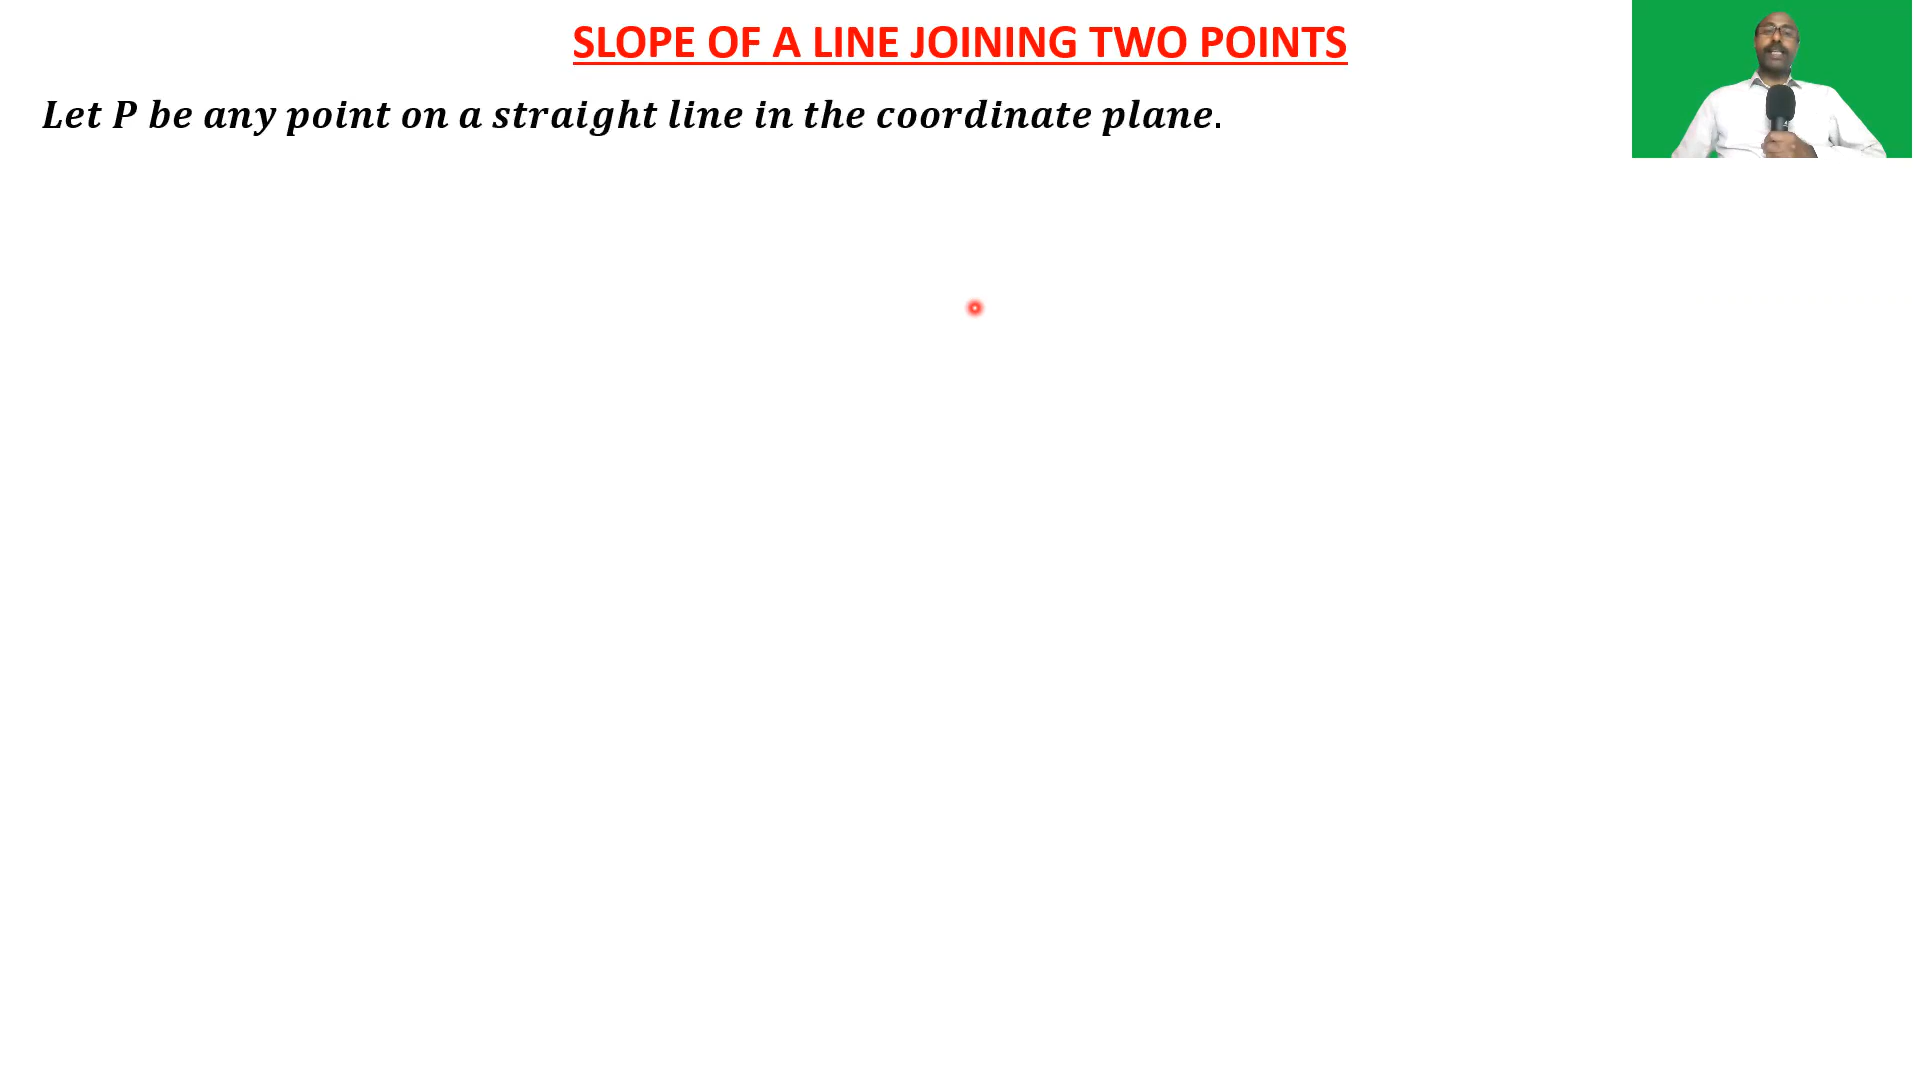 SLOPE OF A LINE JOINING TWO POINTS
Let P be any point on a straight line in the coordinate plane.